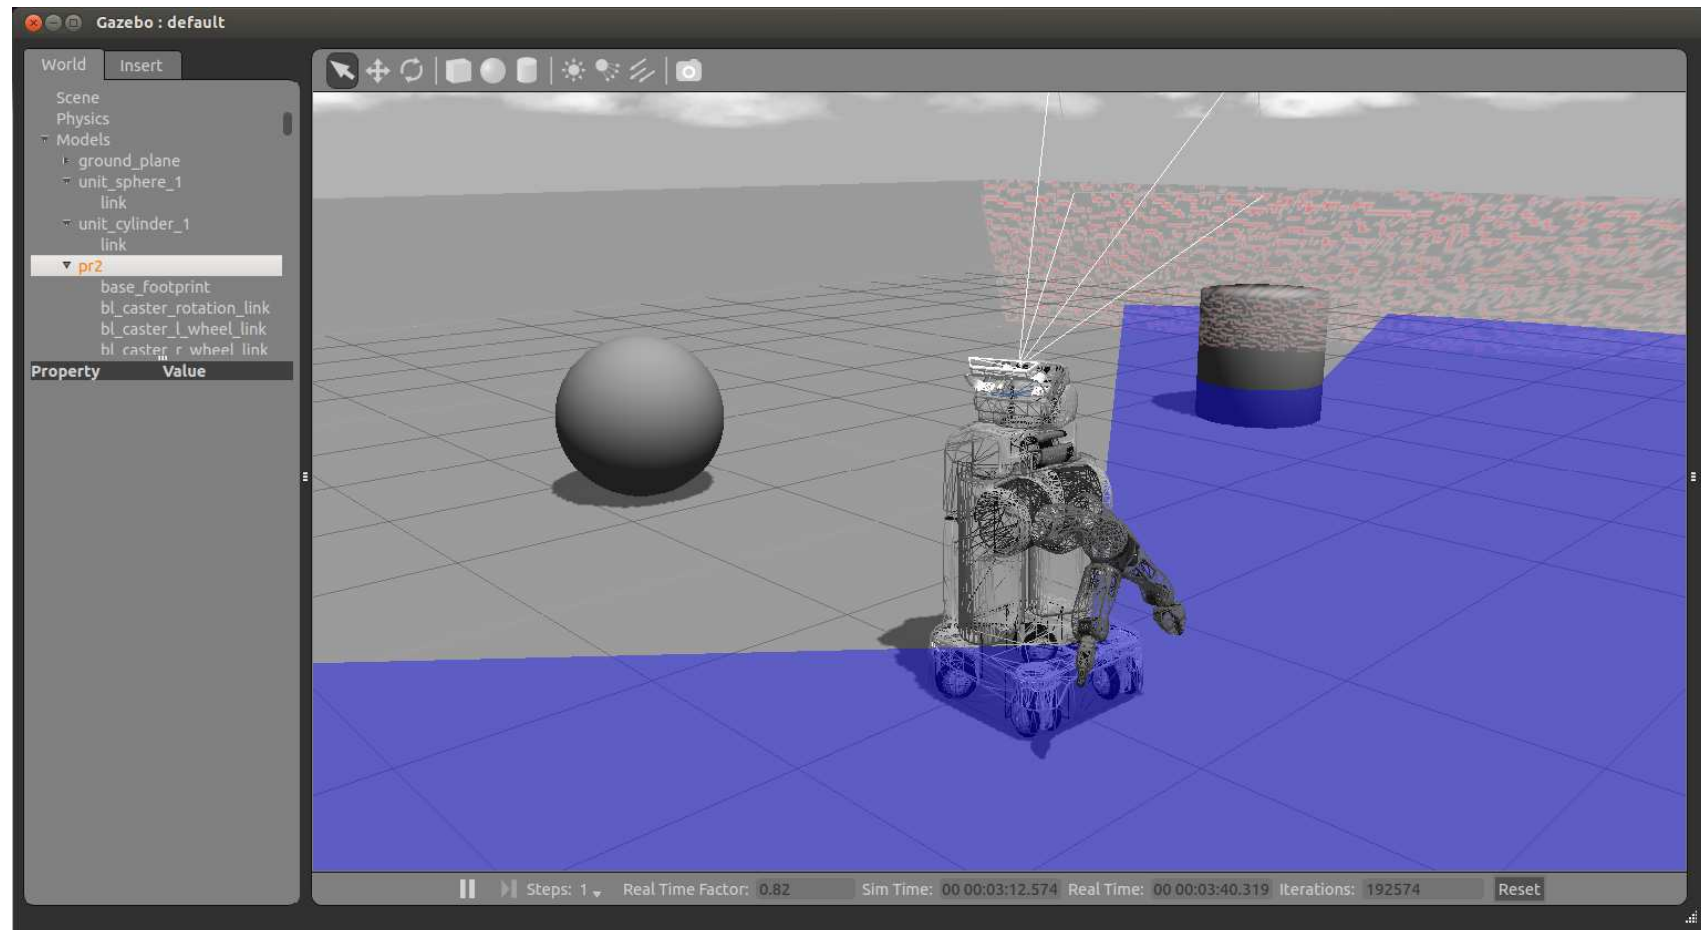 Gazebo : default
World Insert
Scene
Physics
Models
ground_plane
unit_sphere_1
link
unit_cylinder_1
link
pr2
base_footprint
bl_caster_rotation_link
bl_caster_l_wheel_link
bl_caster_r_wheel_link
Property Value
Steps: 1 Real Time Factor: 0.82 Sim Time: 00 00:03:12.574 Real Time: 00 00:03:40.319 Iterations: 192574 Reset